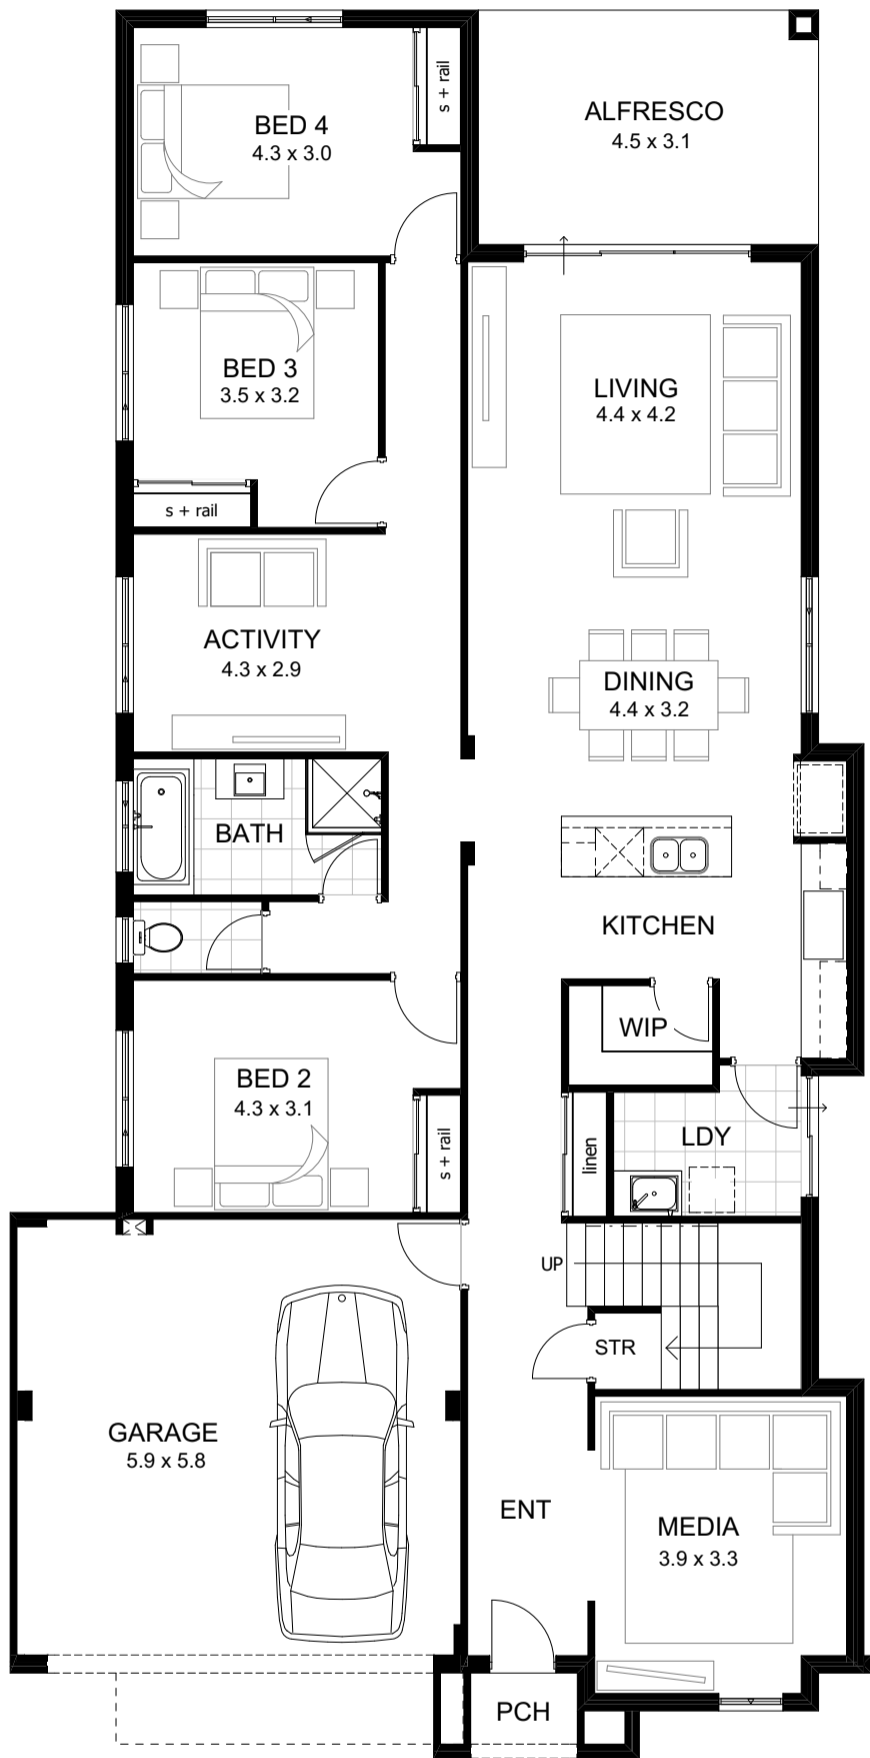 BED 4
4.3 x 3.0
s + rail
ALFRESCO
4.5 x 3.1
BED 3
3.5 x 3.2
s + rail
LIVING
4.4 x 4.2
ACTIVITY
4.3 x 2.9
DINING
4.4 x 3.2
BATH
KITCHEN
WIP
BED 2
4.3 x 3.1
s + rail
linen
LDY
UP
STR
GARAGE
5.9 x 5.8
ENT
MEDIA
3.9 x 3.3
PCH